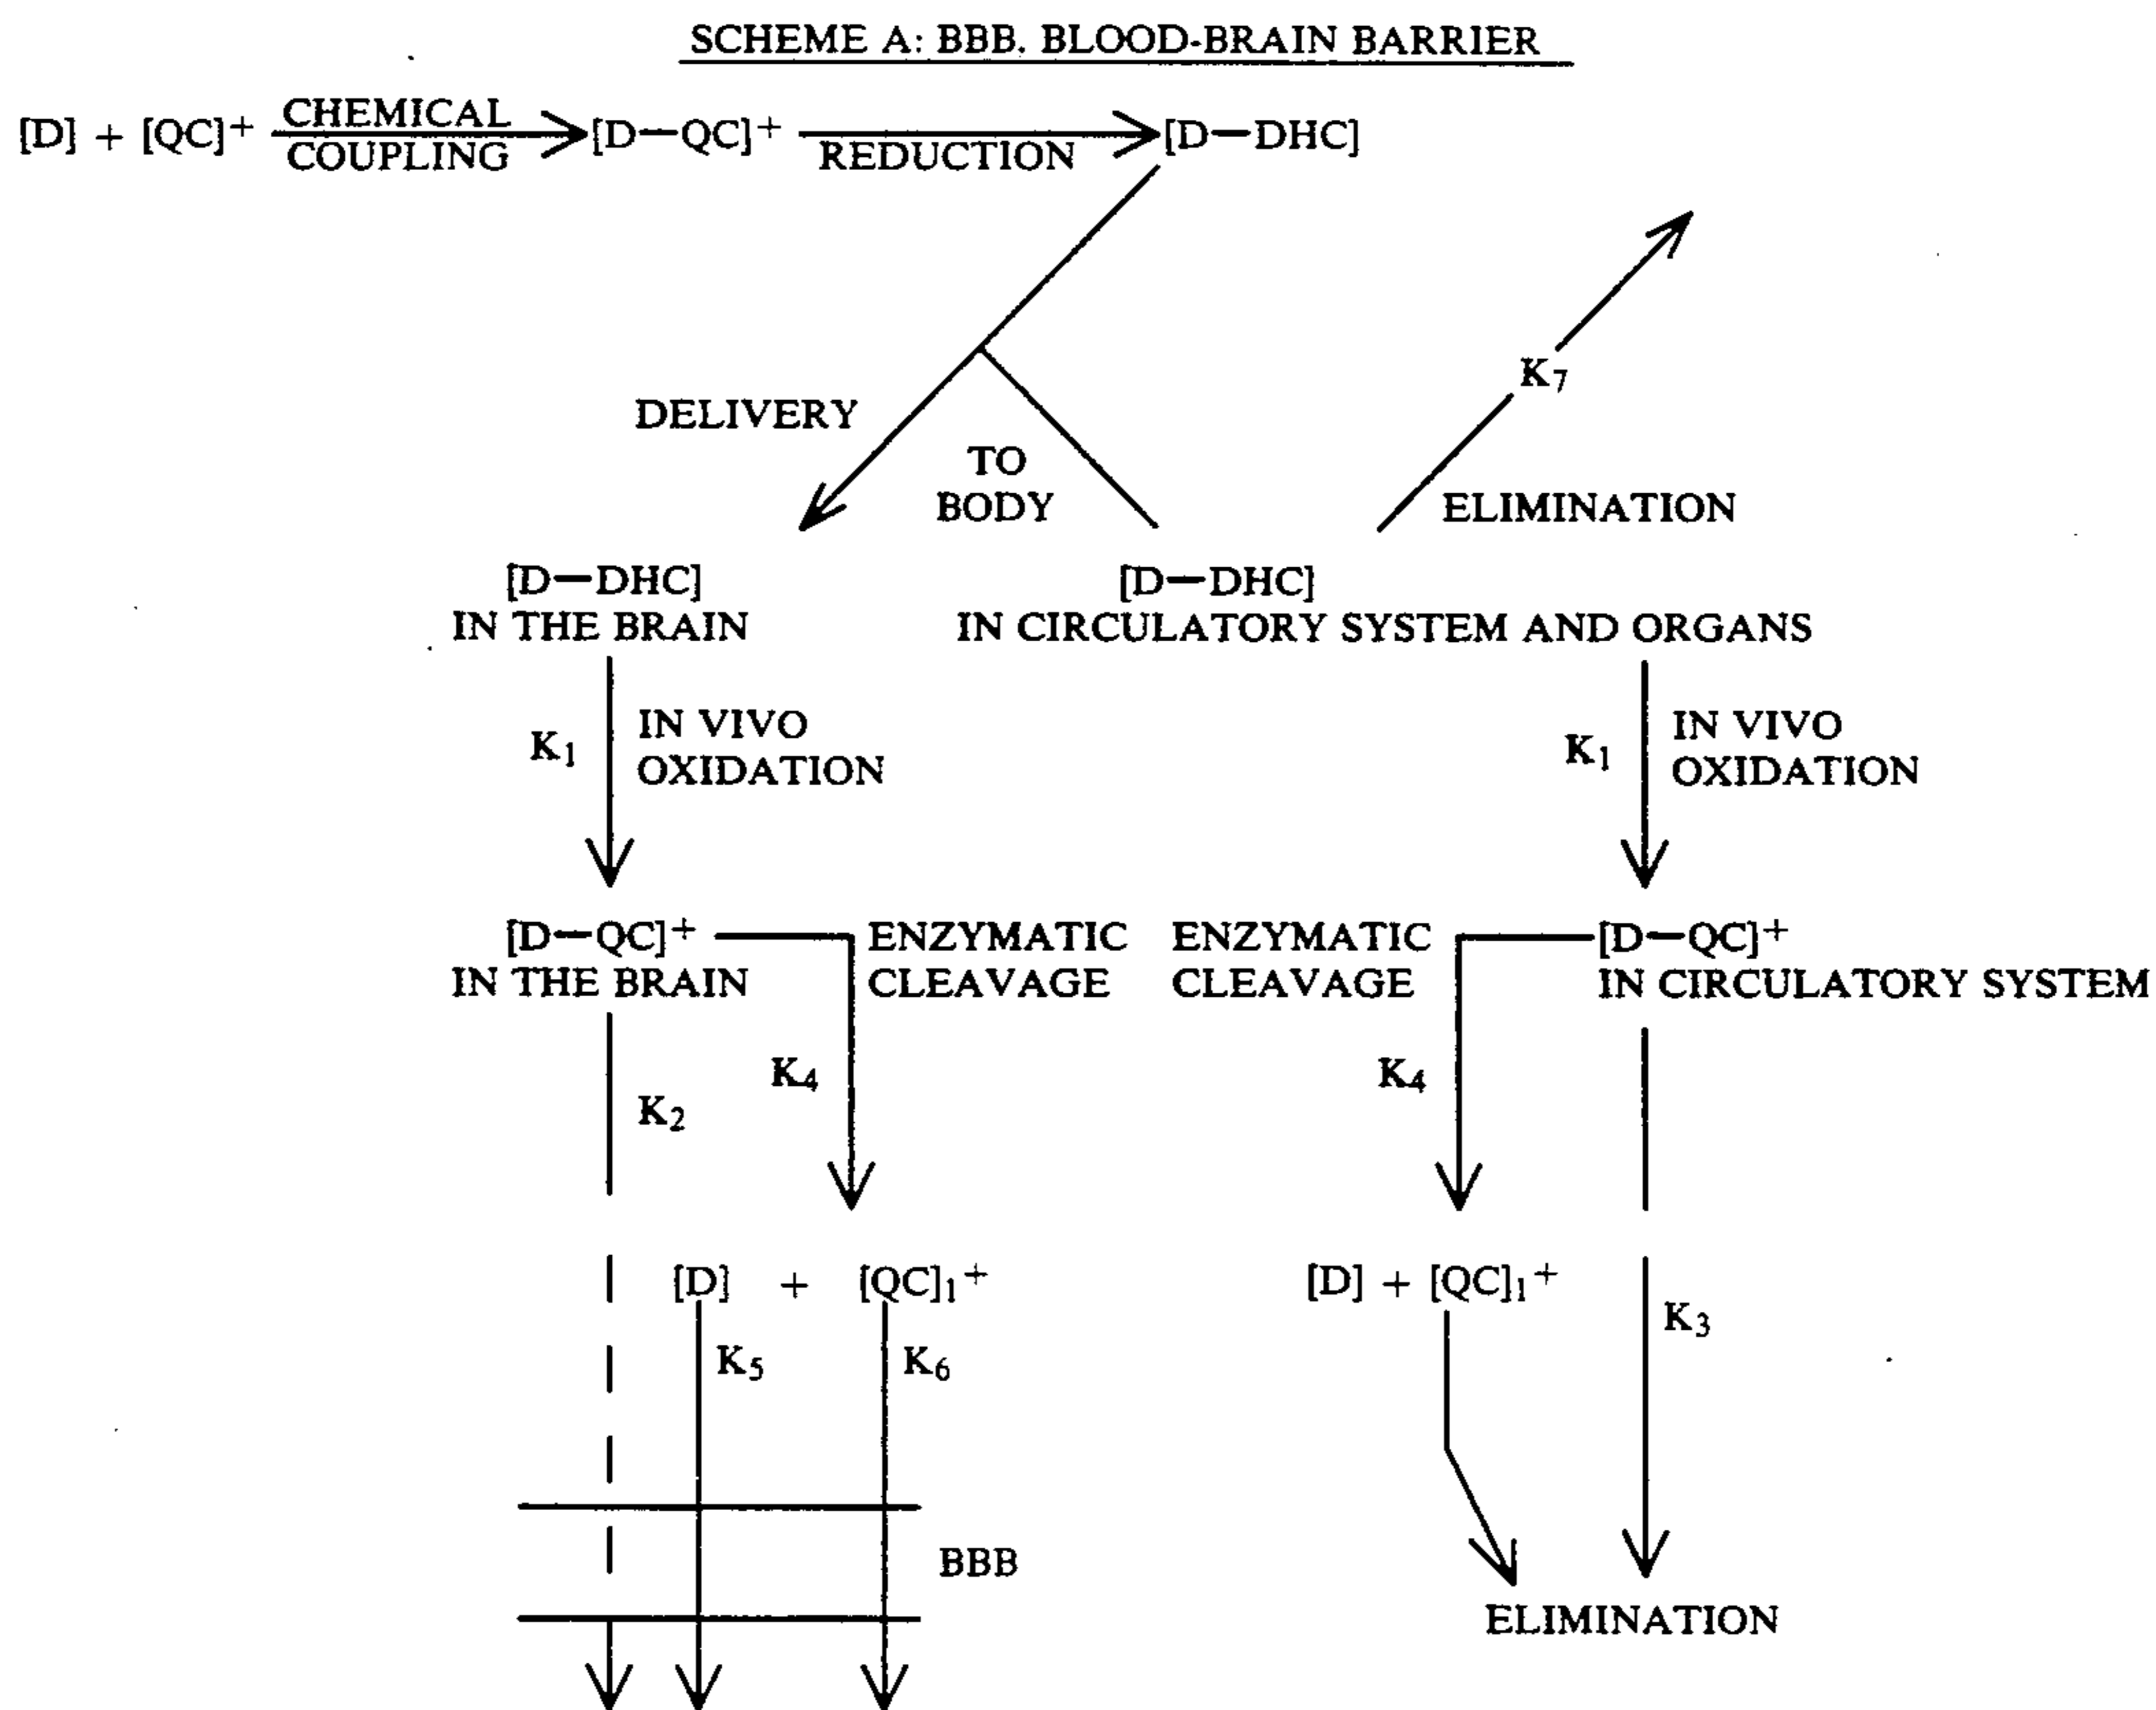 SCHEME A: BBB. BLOOD-BRAIN BARRIER
[D] + [QC]⁺ CHEMICAL COUPLING [D—QC]⁺ REDUCTION [D—DHC]
K₇
DELIVERY
TO
BODY
ELIMINATION
[D—DHC]
IN THE BRAIN
[D—DHC]
IN CIRCULATORY SYSTEM AND ORGANS
K₁
IN VIVO
OXIDATION
K₁
IN VIVO
OXIDATION
[D—QC]⁺
IN THE BRAIN
ENZYMATIC
CLEAVAGE
ENZYMATIC
CLEAVAGE
[D—QC]⁺
IN CIRCULATORY SYSTEM
K₂
K₄
K₄
[D] + [QC]₁⁺
[D] + [QC]₁⁺
K₅
K₆
K₃
BBB
ELIMINATION